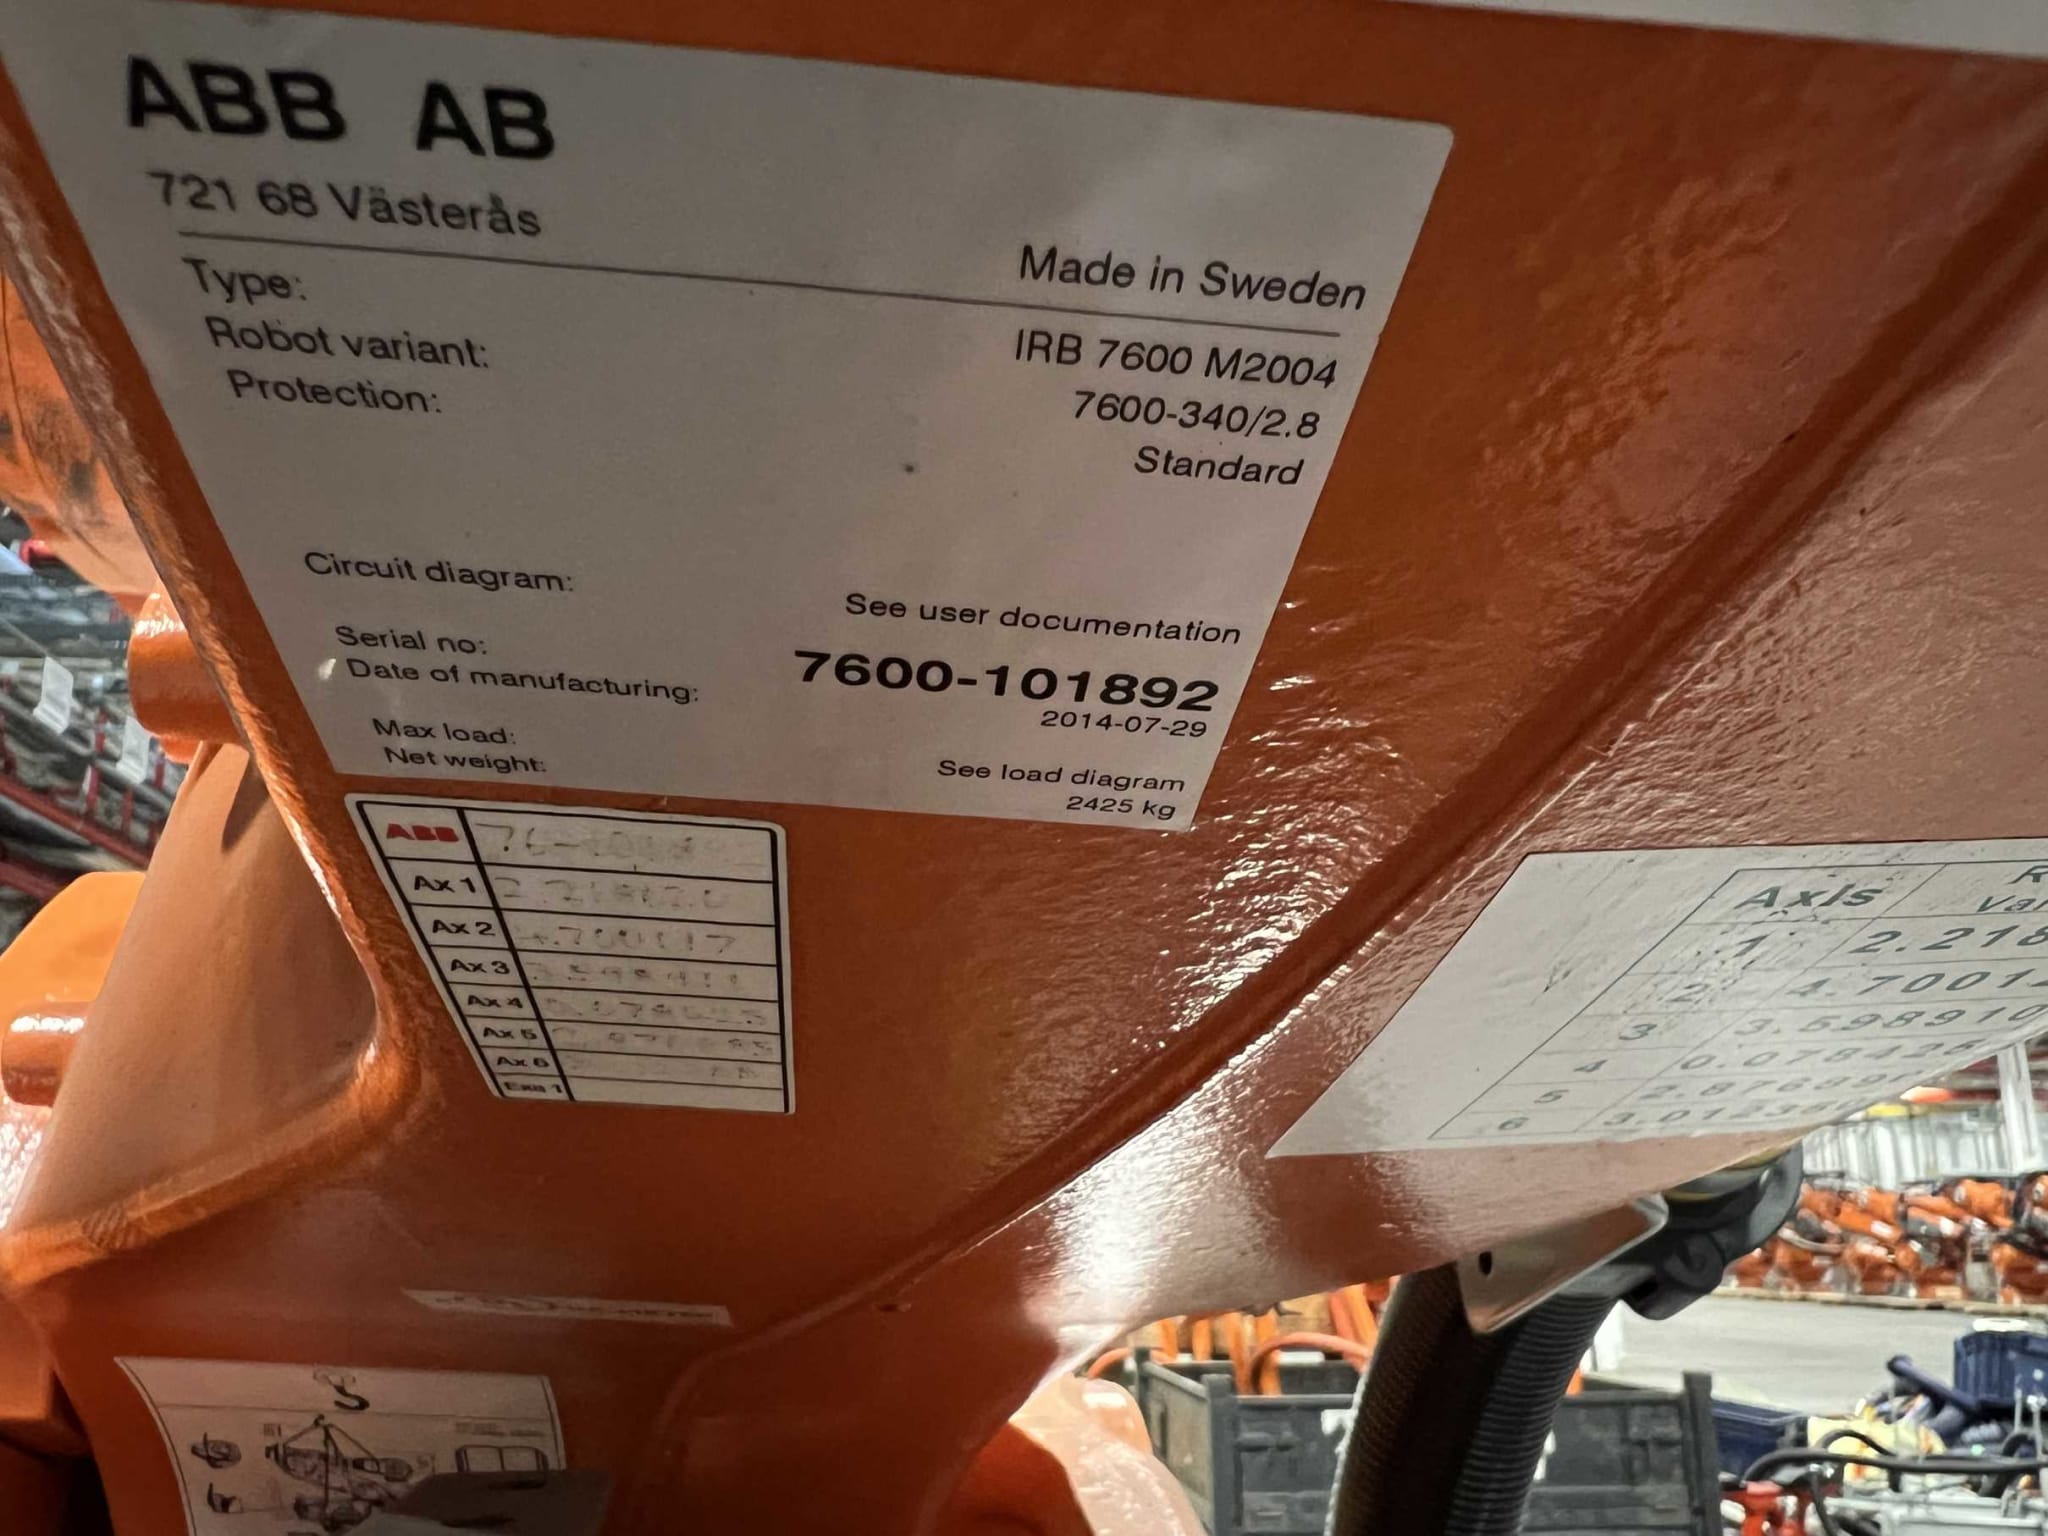 ABB AB
721 68 Västerås
Made in Sweden
Type: IRB 7600 M2004
Robot variant: 7600-340/2.8
Protection: Standard
Circuit diagram: See user documentation
Serial no: 7600-101892
Date of manufacturing: 2014-07-29
Max load: See load diagram
Net weight: 2425 kg
ABB
Ax 1
Ax 2
Ax 3
Ax 4
Ax 5
Ax 6
Exa 1
Axis
1 2.218
2 4.7001
3 3.598910
4 0.078426
5
6